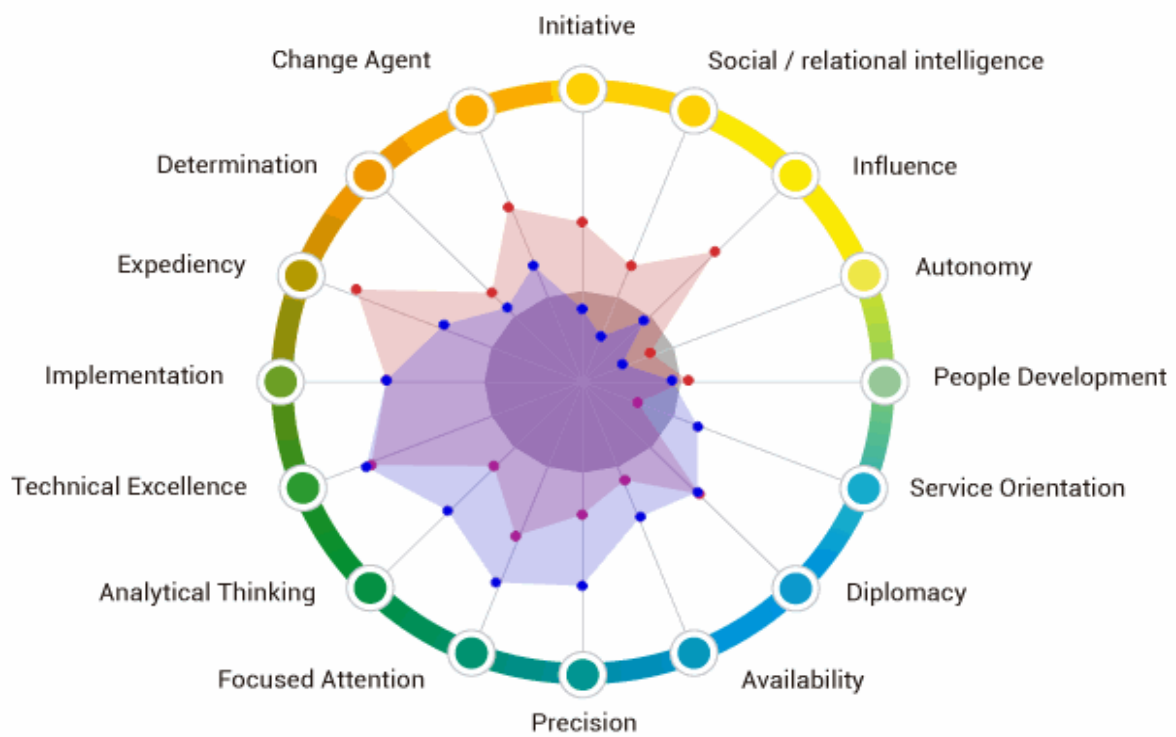 Initiative
Social / relational intelligence
Change Agent
Influence
Determination
Autonomy
Expediency
People Development
Implementation
Service Orientation
Technical Excellence
Diplomacy
Analytical Thinking
Availability
Focused Attention
Precision